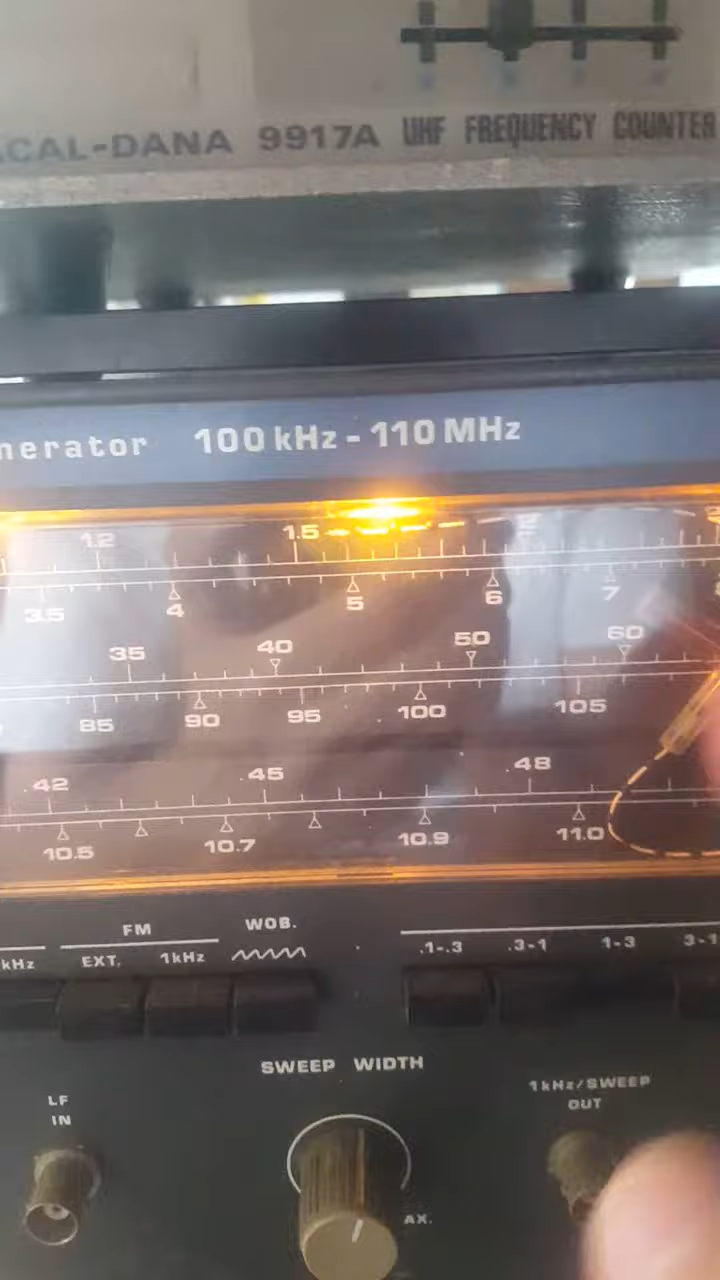 ACAL-DANA 9917A UHF FREQUENCY COUNTER
nerator 100 kHz - 110 MHz
1.2 1.5 2
3.5 4 5 6 7
35 40 50 60
85 90 95 100 105
.42 .45 .48
10.5 10.7 10.9 11.0
FM WOB.
kHz EXT. 1kHz .1-.3 .3-1 1-3 3-1
SWEEP WIDTH
1kHz/SWEEP
OUT
LF
IN
AX.